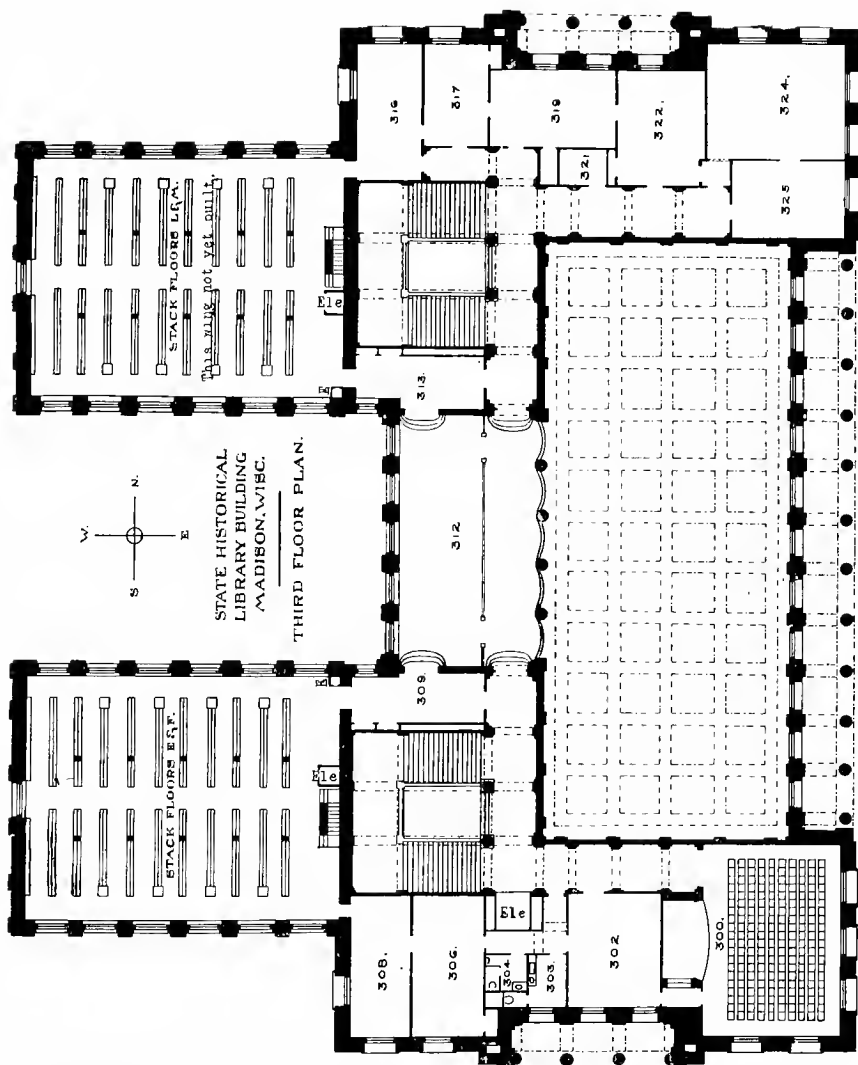 316
317
319
321
322.
324.
325
STACK FLOORS L & M.
This wing not yet built.
Ele
E
313.
W.
N.
S
E
STATE HISTORICAL
LIBRARY BUILDING
MADISON, WISC.
THIRD FLOOR PLAN.
312
309.
E
STACK FLOORS E & F.
Ele
Ele
308.
306.
304
303.
302
300.